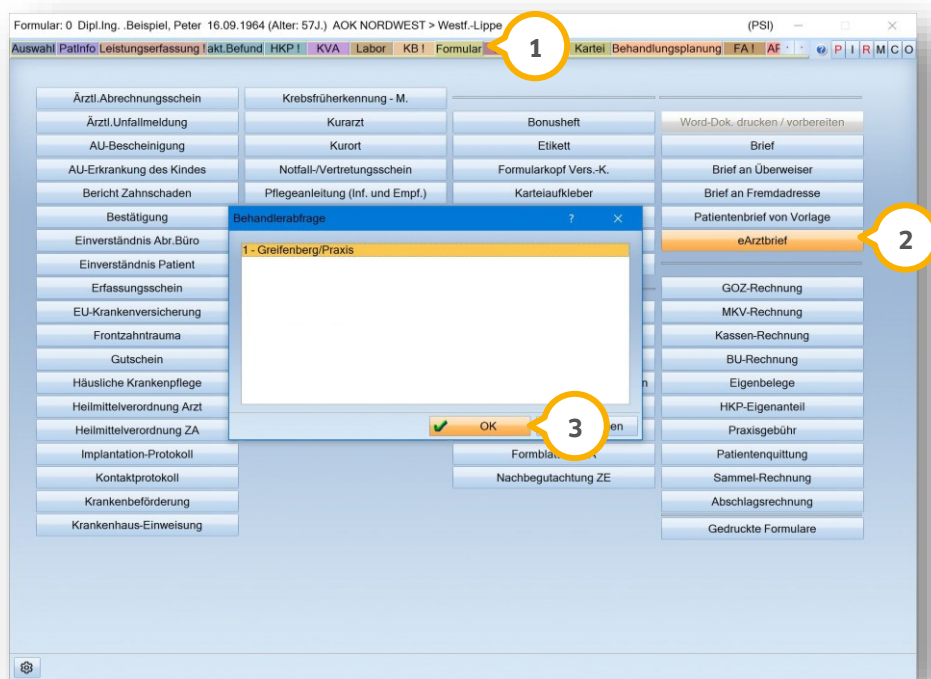 Formular: 0 Dipl.Ing. .Beispiel, Peter 16.09.1964 (Alter: 57J.) AOK NORDWEST > Westf.-Lippe (PSI)
Auswahl PatInfo Leistungserfassung ! akt.Befund HKP ! KVA Labor KB ! Formular Kartei Behandlungsplanung FA ! P I R M C O
1
Ärztl.Abrechnungsschein Krebsfrüherkennung - M.
Ärztl.Unfallmeldung Kurarzt Bonusheft Word-Dok. drucken / vorbereiten
AU-Bescheinigung Kurort Etikett Brief
AU-Erkrankung des Kindes Notfall-/Vertretungsschein Formularkopf Vers.-K. Brief an Überweiser
Bericht Zahnschaden Pflegeanleitung (Inf. und Empf.) Karteiaufkleber Brief an Fremdadresse
Bestätigung Behandlerabfrage ? Patientenbrief von Vorlage
Einverständnis Abr.Büro 1 - Greifenberg/Praxis eArztbrief 2
Einverständnis Patient
Erfassungsschein GOZ-Rechnung
EU-Krankenversicherung MKV-Rechnung
Frontzahntrauma Kassen-Rechnung
Gutschein BU-Rechnung
Häusliche Krankenpflege n Eigenbelege
Heilmittelverordnung Arzt HKP-Eigenanteil
Heilmittelverordnung ZA OK 3 en Praxisgebühr
Implantation-Protokoll Patientenquittung
Kontaktprotokoll Nachbegutachtung ZE Sammel-Rechnung
Krankenbeförderung Abschlagsrechnung
Krankenhaus-Einweisung Gedruckte Formulare